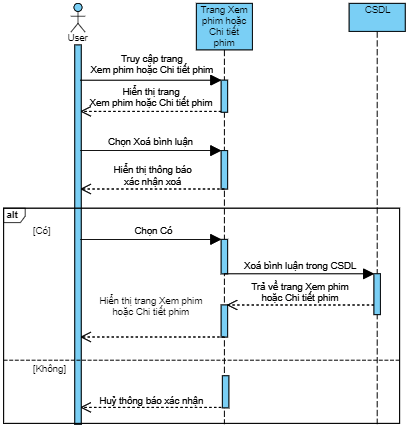 Trang Xem
phim hoặc
Chi tiết
phim
CSDL
User
Truy cập trang
Xem phim hoặc Chi tiết phim
Hiển thị trang
Xem phim hoặc Chi tiết phim
Chọn Xoá bình luận
Hiển thị thông báo
xác nhận xoá
alt
[Có]
Chọn Có
Xoá bình luận trong CSDL
Trả về trang Xem phim
hoặc Chi tiết phim
Hiển thị trang Xem phim
hoặc Chi tiết phim
[Không]
Huỷ thông báo xác nhận